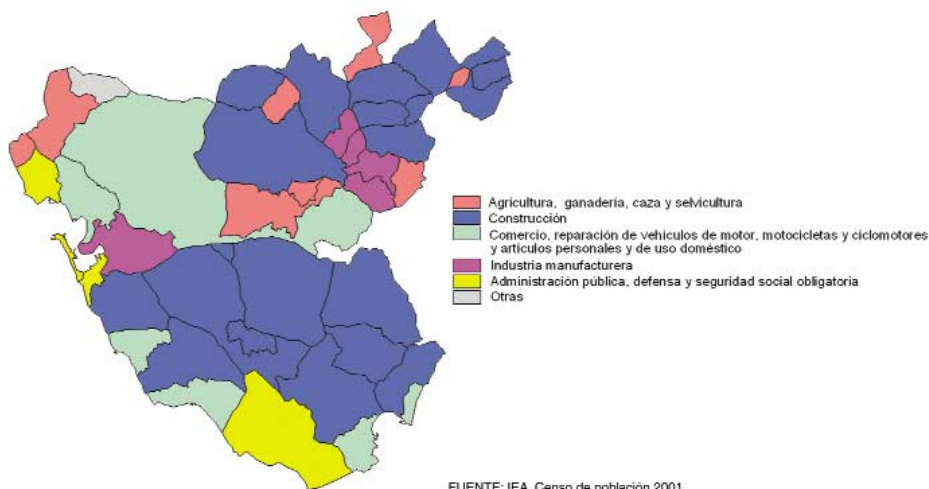 Agricultura, ganadería, caza y selvicultura
Construcción
Comercio, reparación de vehículos de motor, motocicletas y ciclomotores
y artículos personales y de uso doméstico
Industria manufacturera
Administración pública, defensa y seguridad social obligatoria
Otras
FUENTE: IEA. Censo de población 2001